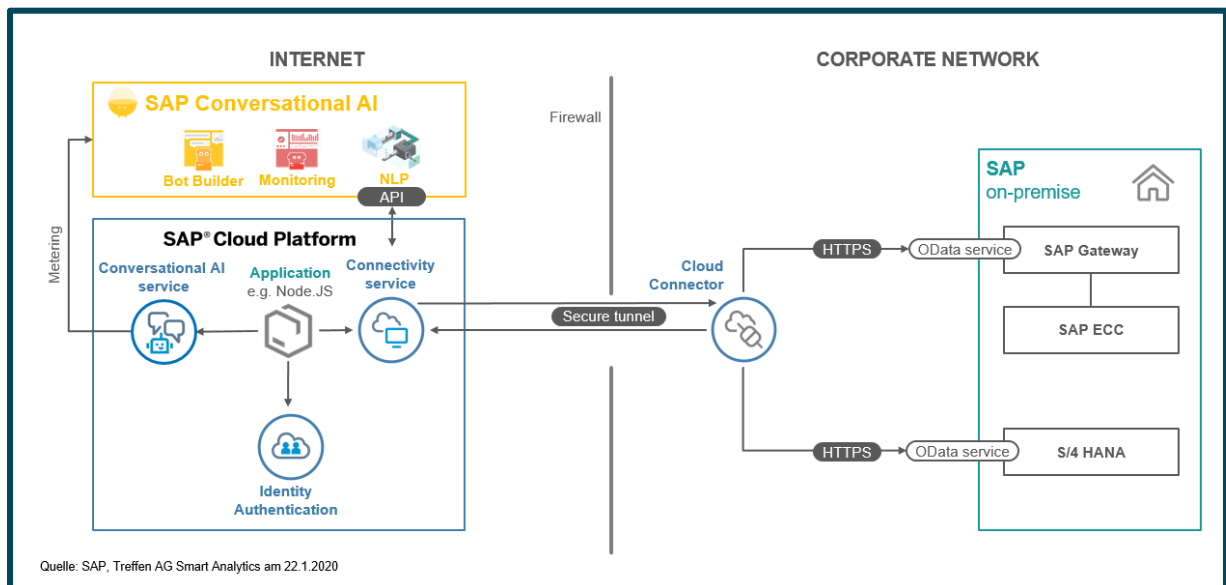 INTERNET
CORPORATE NETWORK
SAP Conversational AI
Bot Builder
Monitoring
NLP
API
Firewall
Metering
SAP® Cloud Platform
Conversational AI
service
Application
e.g. Node.JS
Connectivity
service
Identity
Authentication
Secure tunnel
Cloud
Connector
HTTPS
OData service
HTTPS
OData service
SAP
on-premise
SAP Gateway
SAP ECC
S/4 HANA
Quelle: SAP, Treffen AG Smart Analytics am 22.1.2020